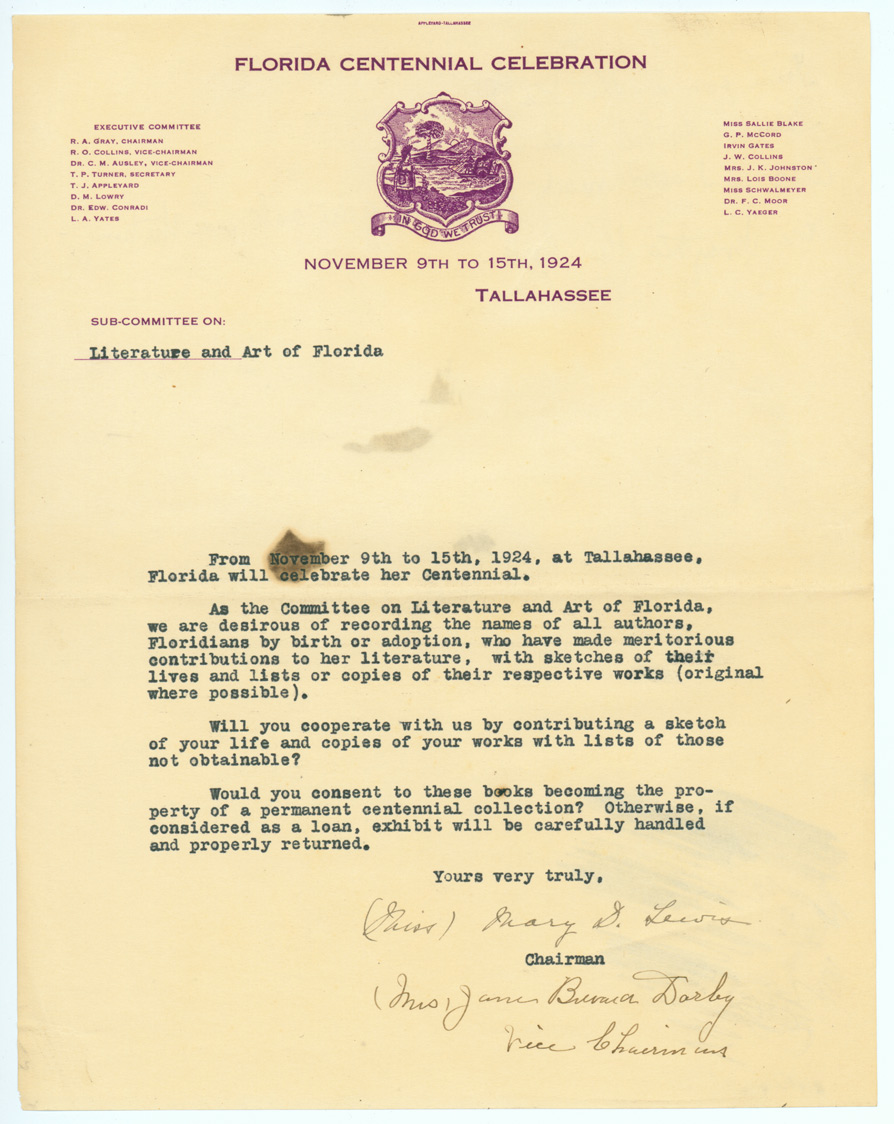 APPLEYARD-TALLAHASSEE
FLORIDA CENTENNIAL CELEBRATION
EXECUTIVE COMMITTEE
R. A. GRAY, CHAIRMAN
R. O. COLLINS, VICE-CHAIRMAN
DR. C. M. AUSLEY, VICE-CHAIRMAN
T. P. TURNER, SECRETARY
T. J. APPLEYARD
D. M. LOWRY
DR. EDW. CONRADI
L. A. YATES
MISS SALLIE BLAKE
G. P. MCCORD
IRVIN GATES
J. W. COLLINS
MRS. J. K. JOHNSTON
MRS. LOIS BOONE
MISS SCHWALMEYER
DR. F. C. MOOR
L. C. YAEGER
IN GOD WE TRUST
NOVEMBER 9TH TO 15TH, 1924
TALLAHASSEE
SUB-COMMITTEE ON:
Literature and Art of Florida
From November 9th to 15th, 1924, at Tallahassee,
Florida will celebrate her Centennial.
As the Committee on Literature and Art of Florida,
we are desirous of recording the names of all authors,
Floridians by birth or adoption, who have made meritorious
contributions to her literature, with sketches of their
lives and lists or copies of their respective works (original
where possible).
Will you cooperate with us by contributing a sketch
of your life and copies of your works with lists of those
not obtainable?
Would you consent to these books becoming the pro-
perty of a permanent centennial collection? Otherwise, if
considered as a loan, exhibit will be carefully handled
and properly returned.
Yours very truly,
(Miss) Mary D. Lewis
Chairman
(Mrs) Jane Brevard Darby
Vice Chairman